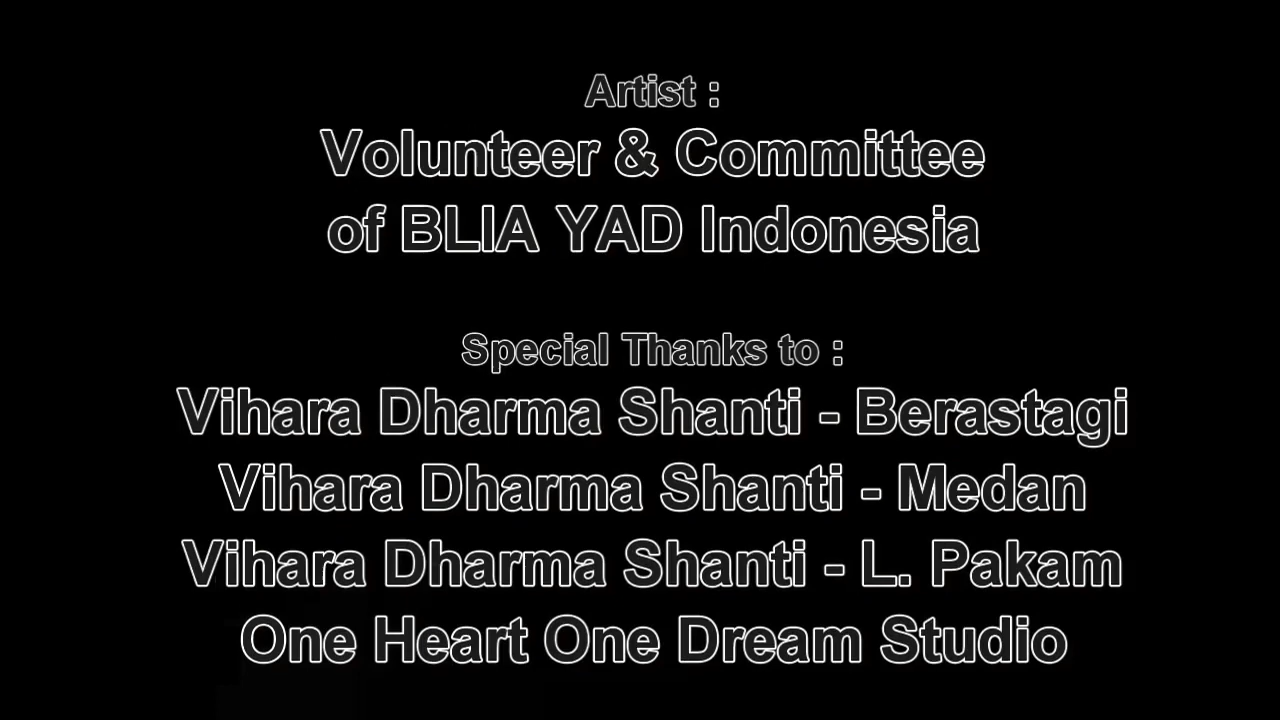 Artist :
Volunteer & Committee
of BLIA YAD Indonesia
Special Thanks to :
Vihara Dharma Shanti - Berastagi
Vihara Dharma Shanti - Medan
Vihara Dharma Shanti - L. Pakam
One Heart One Dream Studio